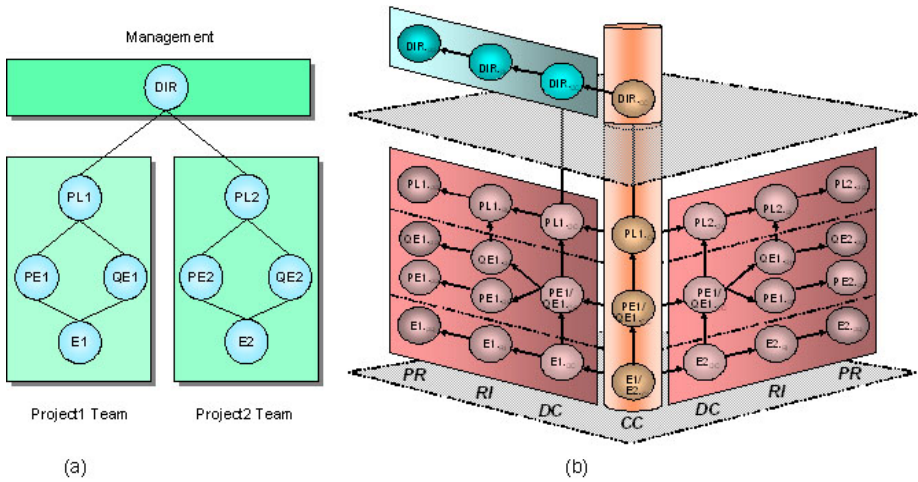 Management
DIR
PL1
PL2
PE1
QE1
PE2
QE2
E1
E2
Project1 Team
Project2 Team
(a)
DIR.
DIR.
DIR.
DIR.
PL1.
PL1.
PL1.
PL1.
PL2.
PL2.
PL2.
QE1.
QE1.
PE1.
PE1.
PE1/
QE1.
PE1/
QE1.
PE1/
QE1.
QE1.
QE2.
PE1.
PE2.
E1.
E1.
E1.
E1/
E2.
E2.
E2.
E2.
PR
RI
DC
CC
DC
RI
PR
(b)